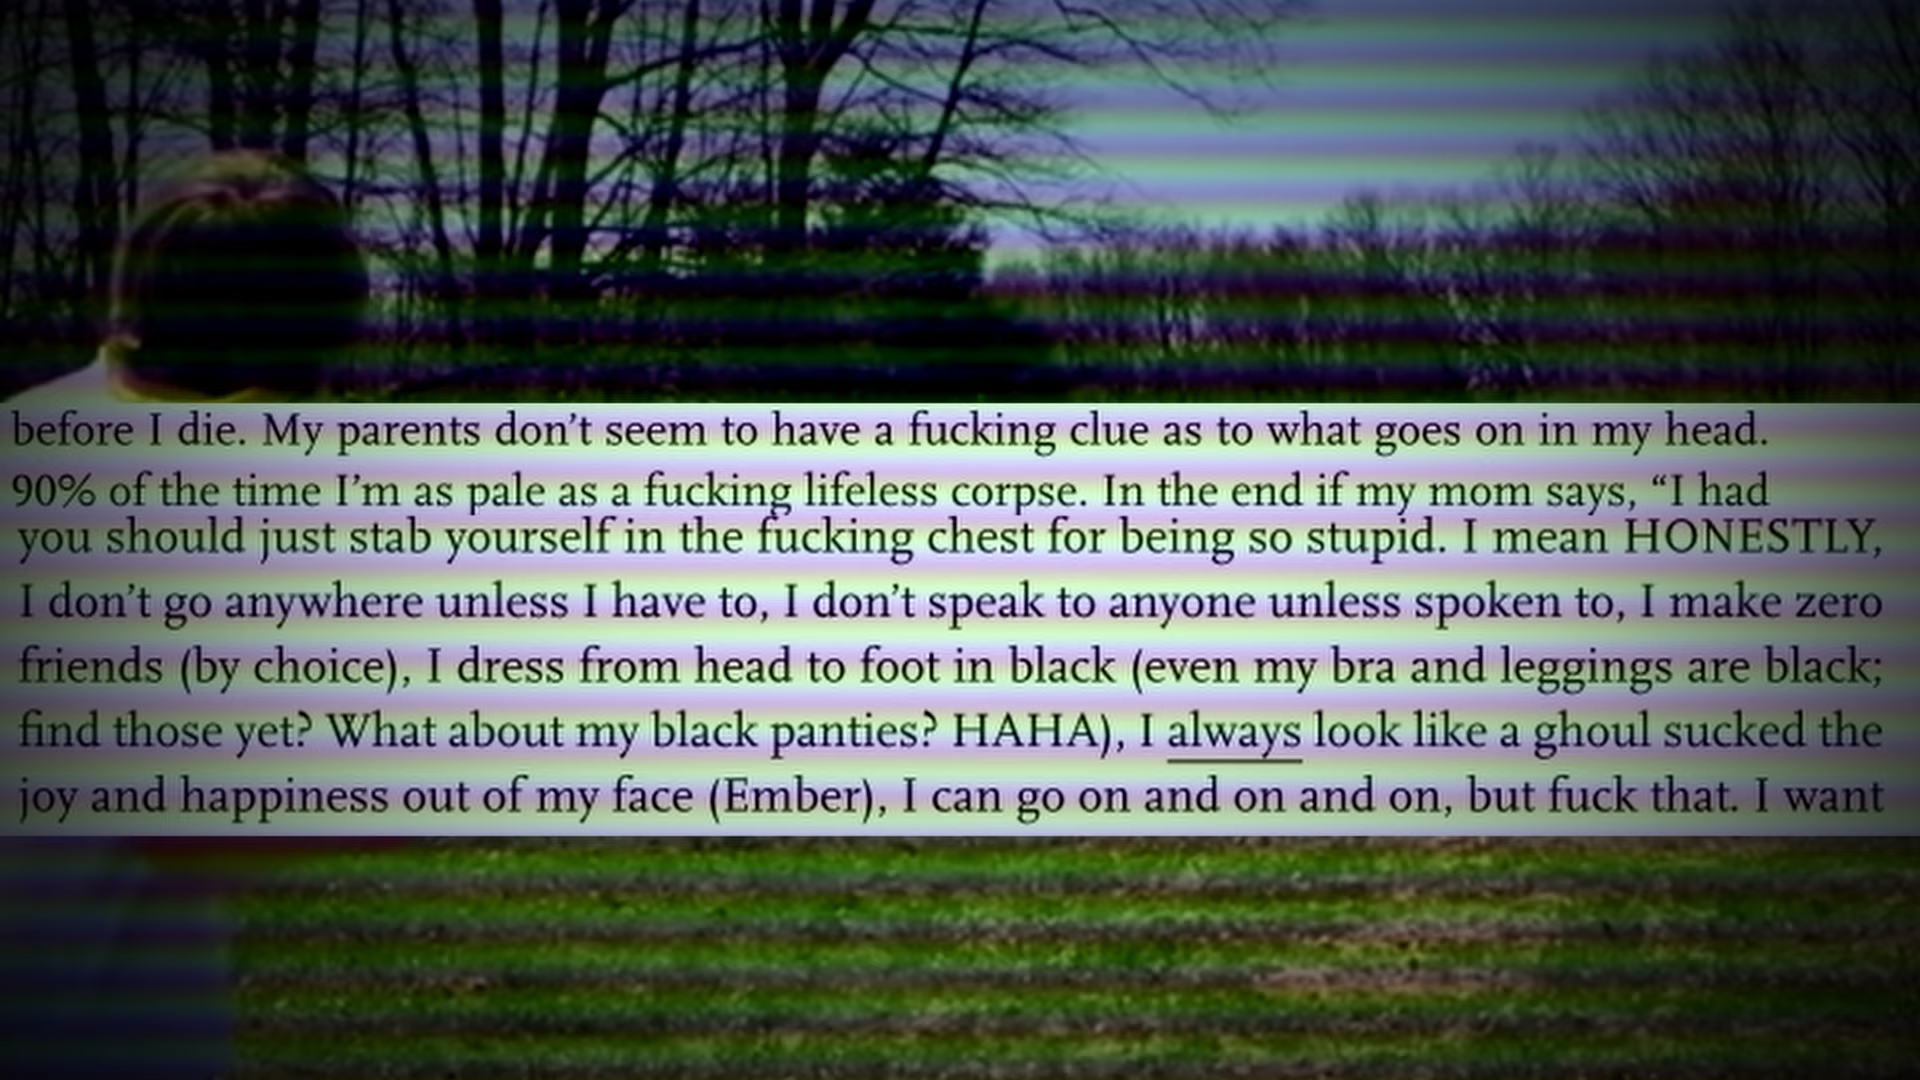 before I die. My parents don’t seem to have a fucking clue as to what goes on in my head.
90% of the time I’m as pale as a fucking lifeless corpse. In the end if my mom says, “I had
you should just stab yourself in the fucking chest for being so stupid. I mean HONESTLY,
I don’t go anywhere unless I have to, I don’t speak to anyone unless spoken to, I make zero
friends (by choice), I dress from head to foot in black (even my bra and leggings are black;
find those yet? What about my black panties? HAHA), I always look like a ghoul sucked the
joy and happiness out of my face (Ember), I can go on and on and on, but fuck that. I want